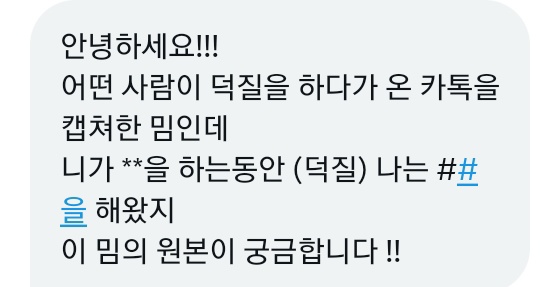 안녕하세요!!!
어떤 사람이 덕질을 하다가 온 카톡을
캡쳐한 밈인데
니가 **을 하는동안 (덕질) 나는 ##
을 해왔지
이 밈의 원본이 궁금합니다 !!